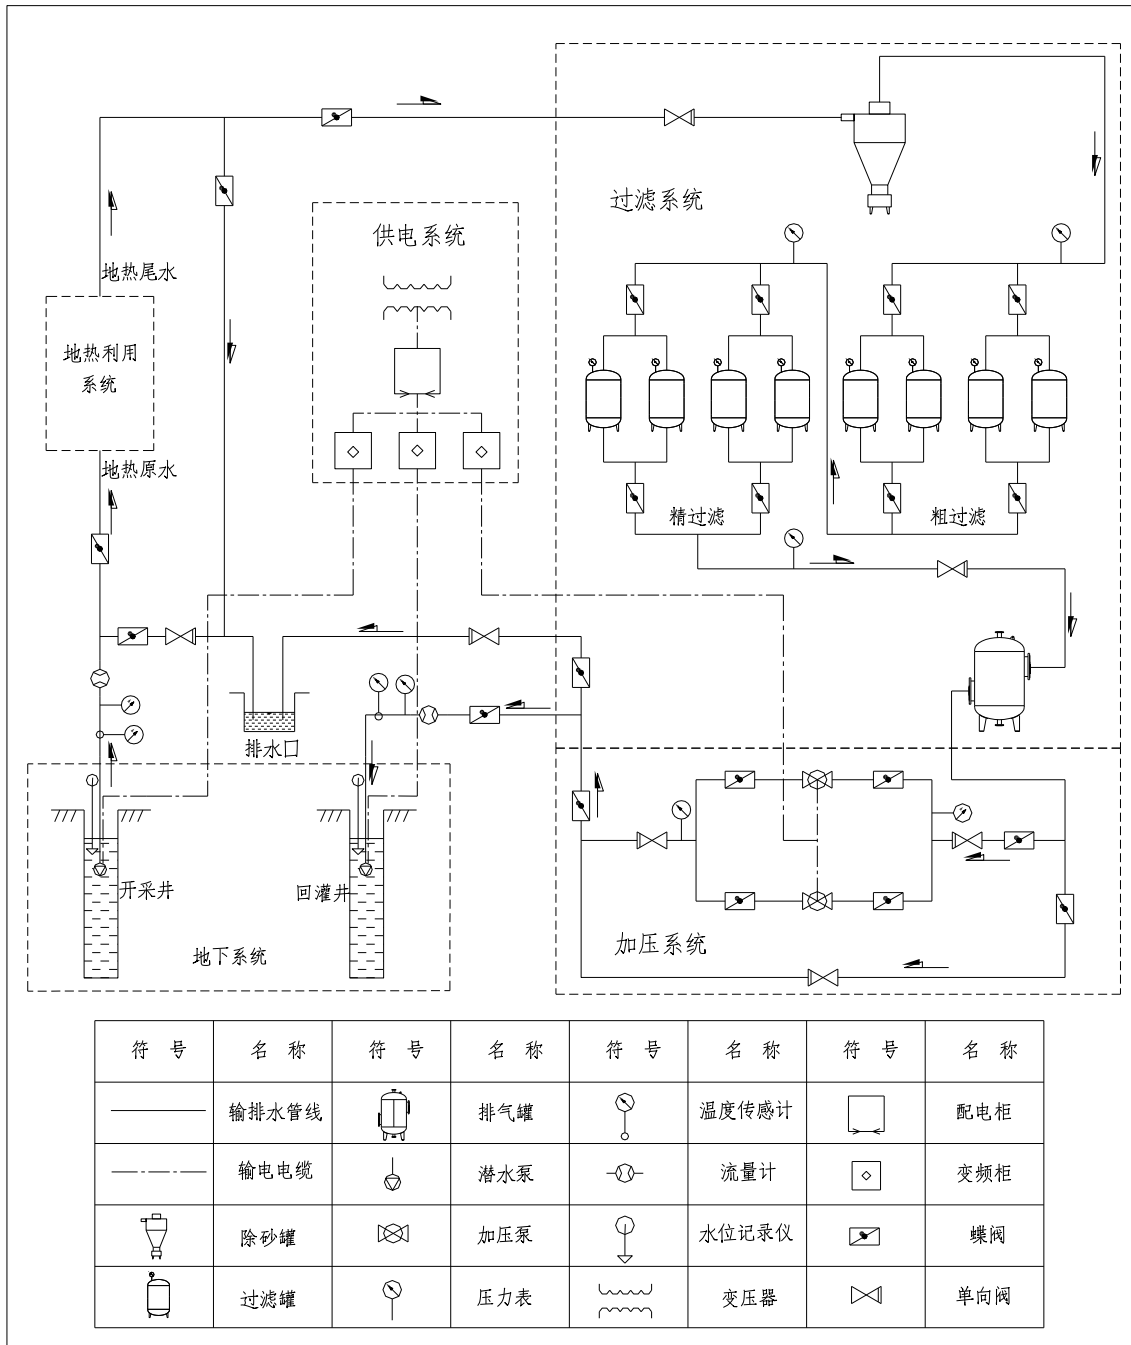 过滤系统
供电系统
地热尾水
地热利用
系统
地热原水
精过滤
粗过滤
排水口
开采井
回灌井
地下系统
加压系统
符 号 名 称 符 号 名 称 符 号 名 称 符 号 名 称
输排水管线 排气罐 温度传感计 配电柜
输电电缆 潜水泵 流量计 变频柜
除砂罐 加压泵 水位记录仪 蝶阀
过滤罐 压力表 变压器 单向阀